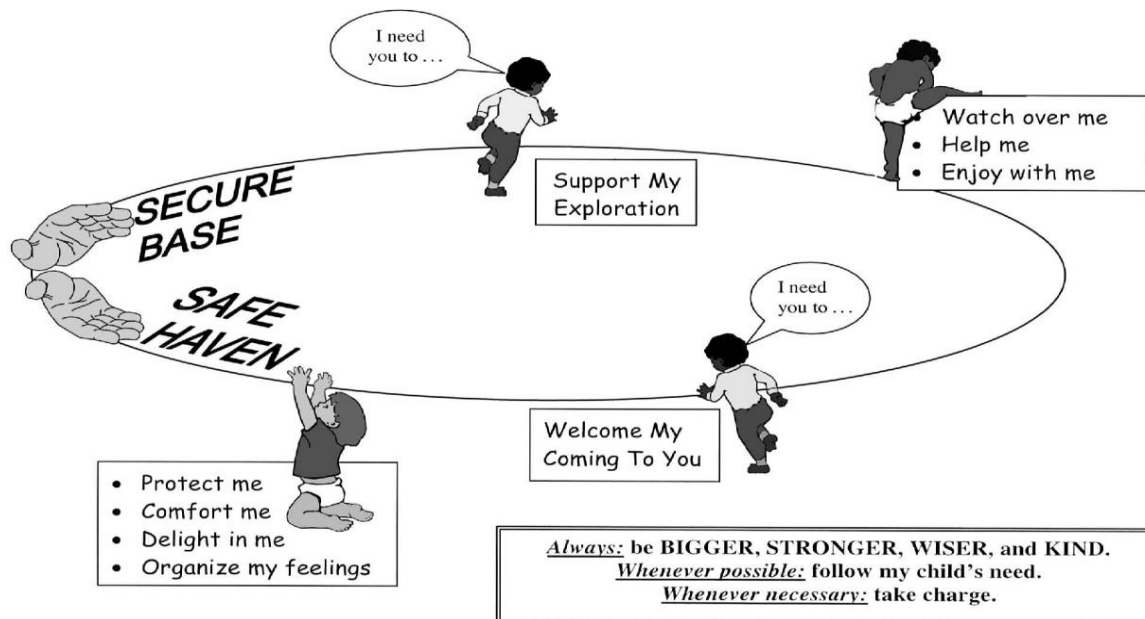 I need
you to ...
Support My
Exploration
• Watch over me
• Help me
• Enjoy with me
SECURE
BASE
SAFE
HAVEN
I need
you to ...
Welcome My
Coming To You
• Protect me
• Comfort me
• Delight in me
• Organize my feelings
Always: be BIGGER, STRONGER, WISER, and KIND.
Whenever possible: follow my child's need.
Whenever necessary: take charge.